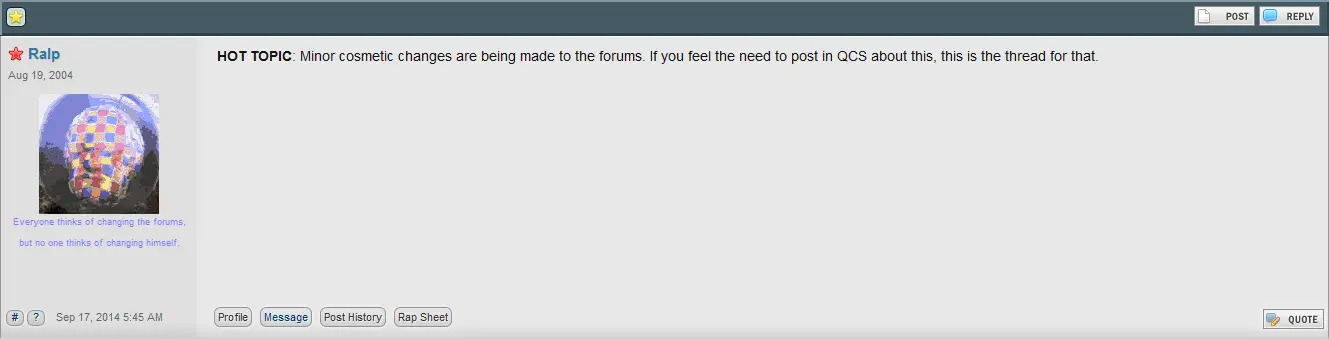 POST
REPLY
Ralp
Aug 19, 2004
HOT TOPIC: Minor cosmetic changes are being made to the forums. If you feel the need to post in QCS about this, this is the thread for that.
Everyone thinks of changing the forums,
but no one thinks of changing himself.
# ? Sep 17, 2014 5:45 AM
Profile Message Post History Rap Sheet
QUOTE